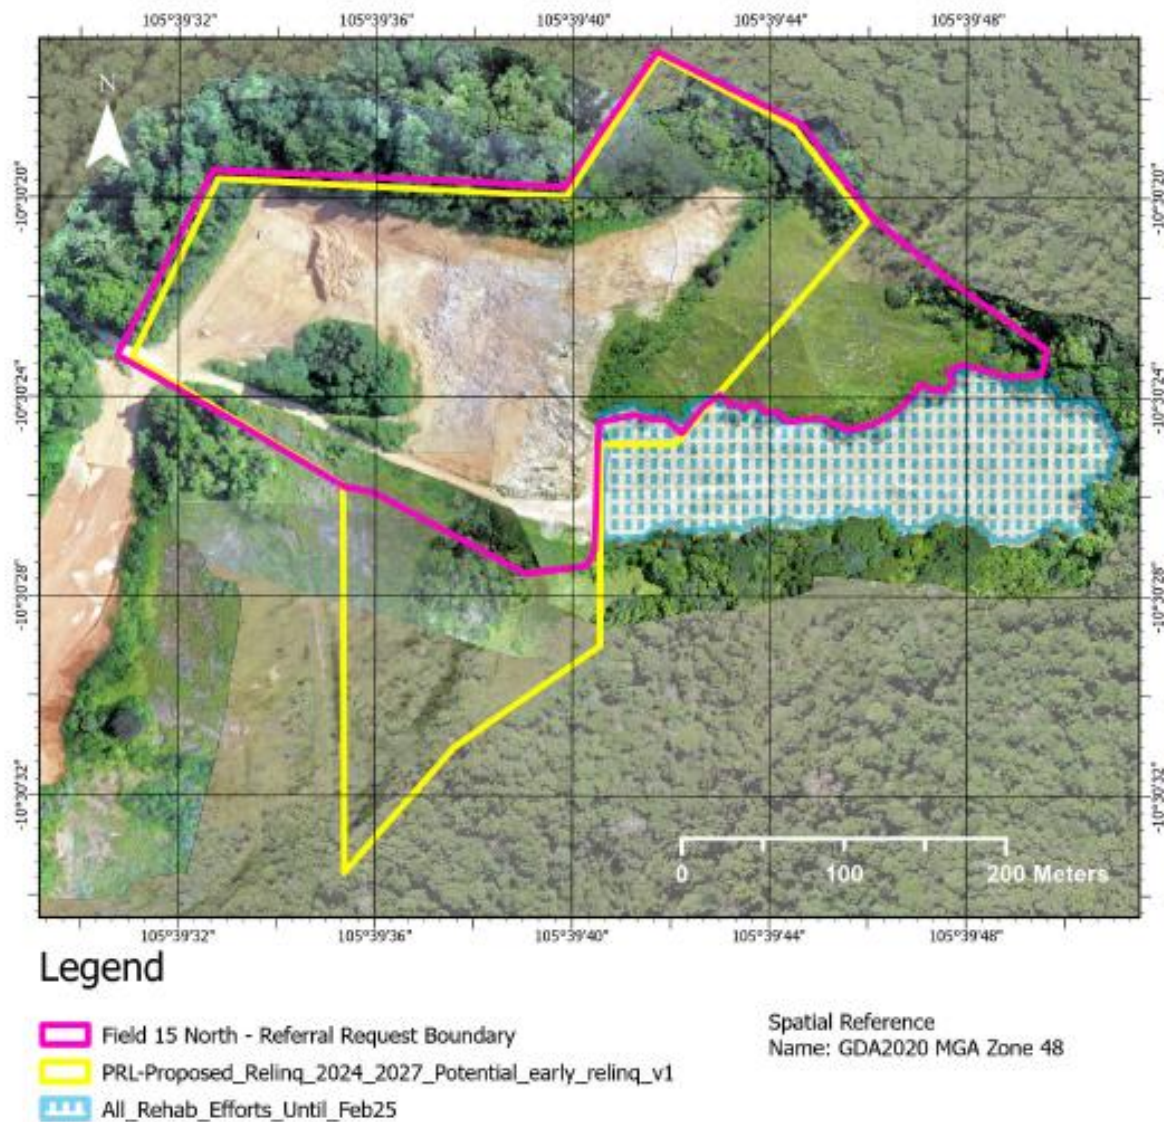 105°39'32" 105°39'36" 105°39'40" 105°39'44" 105°39'48"
N
-10°30'20" -10°30'20"
-10°30'24" -10°30'24"
-10°30'28" -10°30'28"
-10°30'32" -10°30'32"
0 100 200 Meters
105°39'32" 105°39'36" 105°39'40" 105°39'44" 105°39'48"
Legend
Field 15 North - Referral Request Boundary
PRL-Proposed_Relinq_2024_2027_Potential_early_relinq_v1
All_Rehab_Efforts_Until_Feb25
Spatial Reference
Name: GDA2020 MGA Zone 48